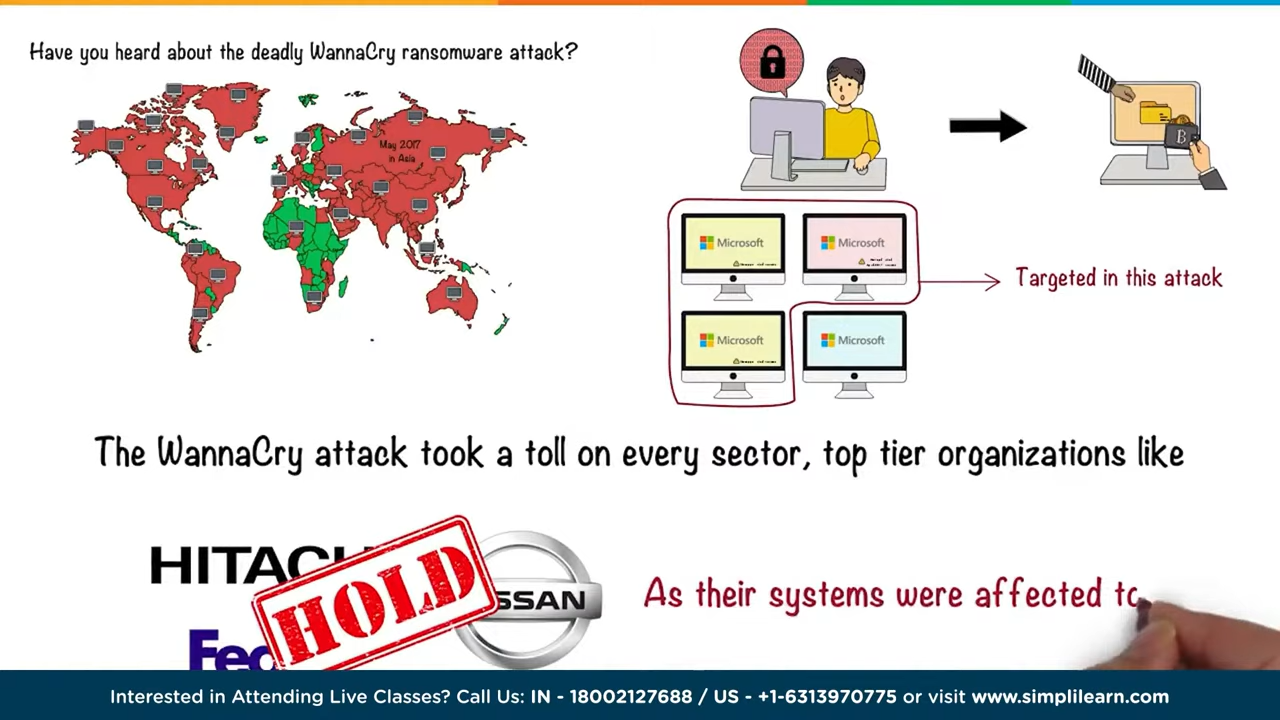 Have you heard about the deadly WannaCry ransomware attack?
May 2017
in Asia
B
Microsoft
Microsoft
Targeted in this attack
Microsoft
Microsoft
The WannaCry attack took a toll on every sector, top tier organizations like
HITACH
HOLD
SSAN
As their systems were affected to
Fed
Interested in Attending Live Classes? Call Us: IN - 18002127688 / US - +1-6313970775 or visit www.simplilearn.com